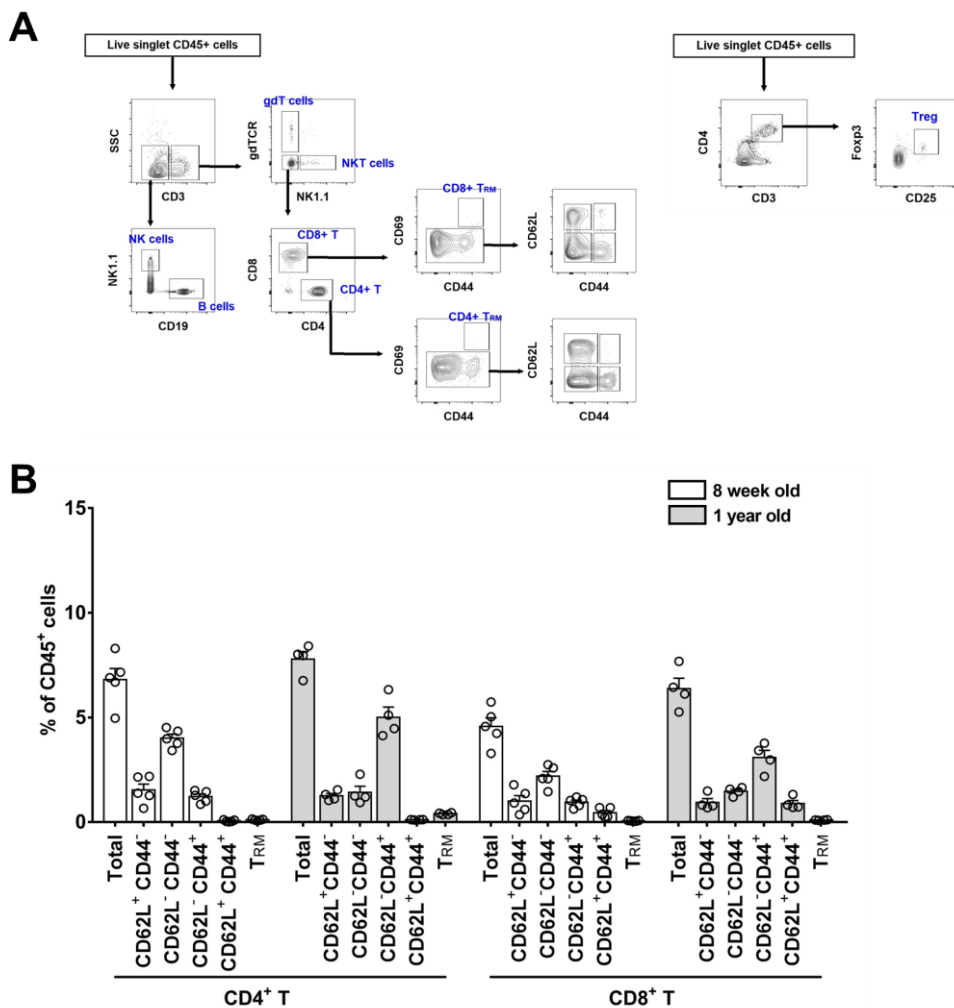 A
Live singlet CD45+ cells
Live singlet CD45+ cells
SSC
CD3
gdT cells
gdTCR
NKT cells
NK1.1
CD4
CD3
Treg
Foxp3
CD25
NK cells
NK1.1
B cells
CD19
CD8+ T
CD8
CD4+ T
CD4
CD8+ TRM
CD69
CD44
CD62L
CD44
CD4+ TRM
CD69
CD44
CD62L
CD44
B
8 week old
1 year old
% of CD45+ cells
15
10
5
0
Total
CD62L+ CD44-
CD62L- CD44-
CD62L- CD44+
CD62L+ CD44+
TRM
Total
CD62L+CD44-
CD62L-CD44-
CD62L-CD44+
CD62L+CD44+
TRM
Total
CD62L+CD44-
CD62L-CD44-
CD62L-CD44+
CD62L+CD44+
TRM
Total
CD62L+CD44-
CD62L-CD44-
CD62L-CD44+
CD62L+CD44+
TRM
CD4+ T
CD8+ T